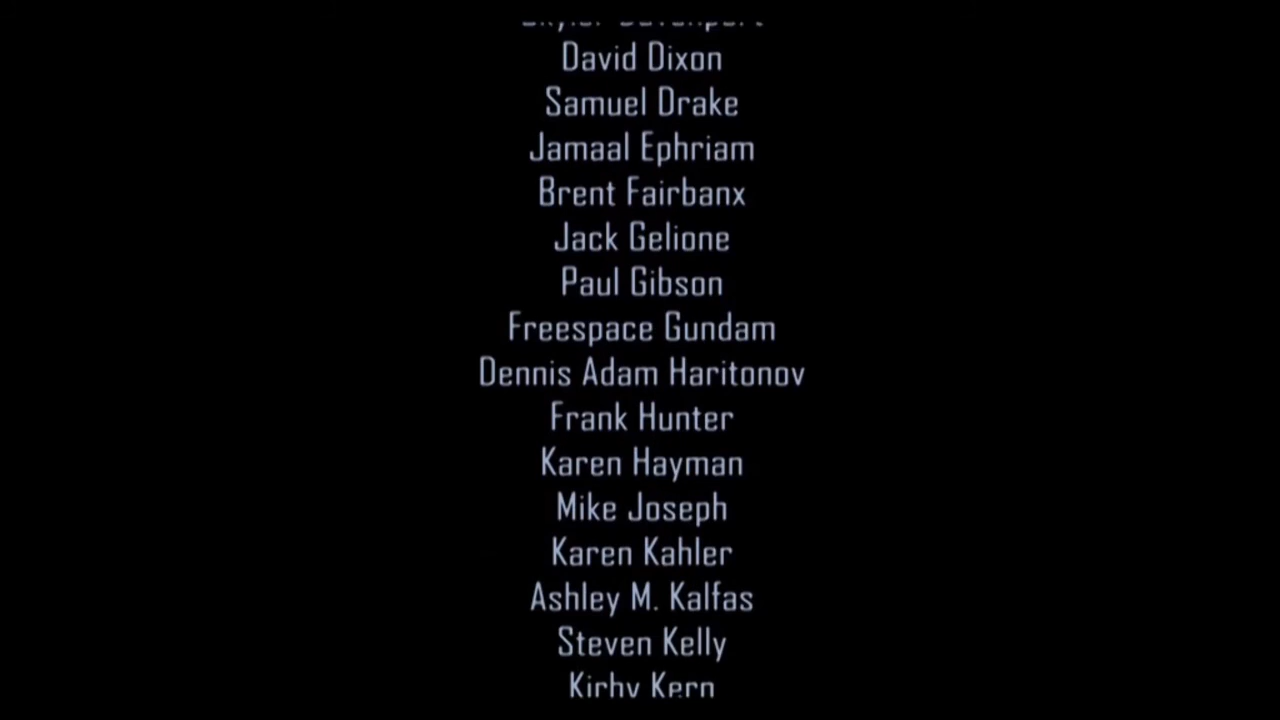 David Dixon
Samuel Drake
Jamaal Ephriam
Brent Fairbanx
Jack Gelione
Paul Gibson
Freespace Gundam
Dennis Adam Haritonov
Frank Hunter
Karen Hayman
Mike Joseph
Karen Kahler
Ashley M. Kalfas
Steven Kelly
Kirby Kern